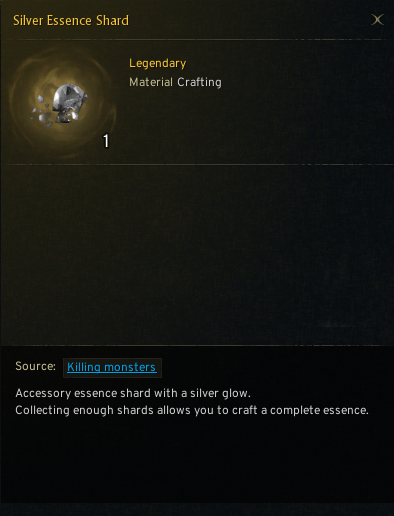 Silver Essence Shard
Legendary
Material Crafting
1
Source: Killing monsters
Accessory essence shard with a silver glow.
Collecting enough shards allows you to craft a complete essence.